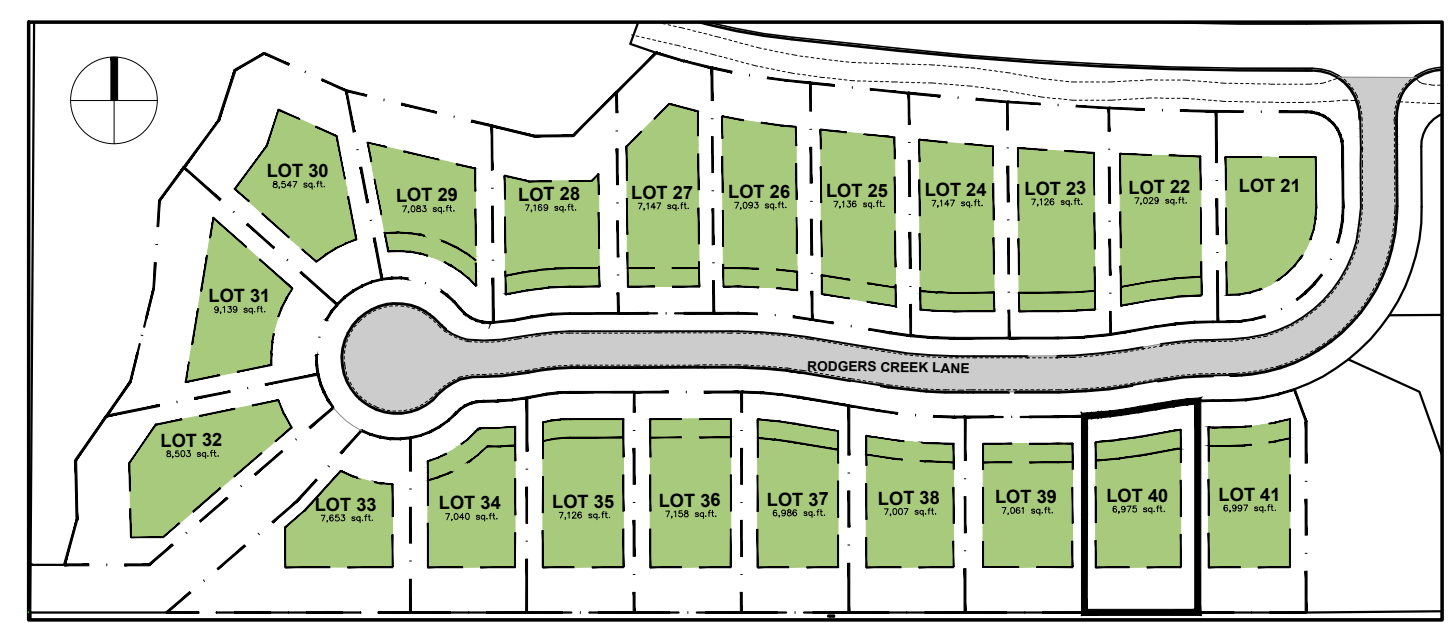 LOT 30
8,547 sq.ft.
LOT 29
7,083 sq.ft.
LOT 28
7,169 sq.ft.
LOT 27
7,147 sq.ft.
LOT 26
7,093 sq.ft.
LOT 25
7,136 sq.ft.
LOT 24
7,147 sq.ft.
LOT 23
7,126 sq.ft.
LOT 22
7,029 sq.ft.
LOT 21
LOT 31
9,139 sq.ft.
RODGERS CREEK LANE
LOT 32
8,503 sq.ft.
LOT 33
7,653 sq.ft.
LOT 34
7,040 sq.ft.
LOT 35
7,126 sq.ft.
LOT 36
7,158 sq.ft.
LOT 37
6,986 sq.ft.
LOT 38
7,007 sq.ft.
LOT 39
7,061 sq.ft.
LOT 40
6,975 sq.ft.
LOT 41
6,997 sq.ft.